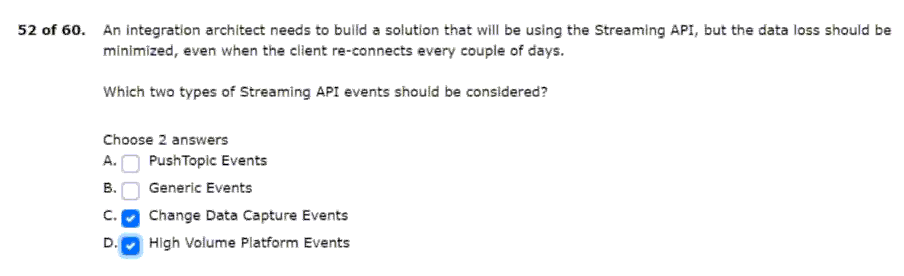 52 of 60. An integration architect needs to build a solution that will be using the Streaming API, but the data loss should be
minimized, even when the client re-connects every couple of days.
Which two types of Streaming API events should be considered?
Choose 2 answers
A. PushTopic Events
B. Generic Events
C. Change Data Capture Events
D. High Volume Platform Events